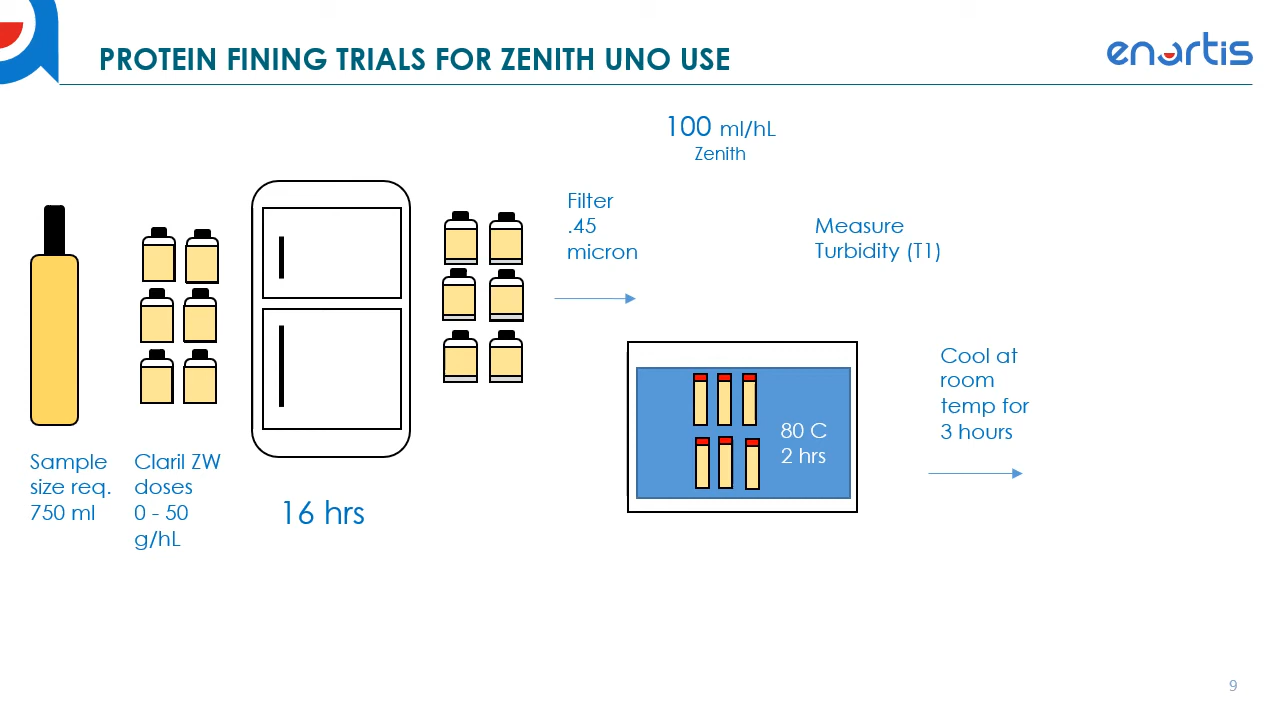 PROTEIN FINING TRIALS FOR ZENITH UNO USE
enartis
100 ml/hL
Zenith
Filter
.45
micron
Measure
Turbidity (T1)
Cool at
room
temp for
3 hours
80 C
2 hrs
Sample
size req.
750 ml
Claril ZW
doses
0 - 50
g/hL
16 hrs
9